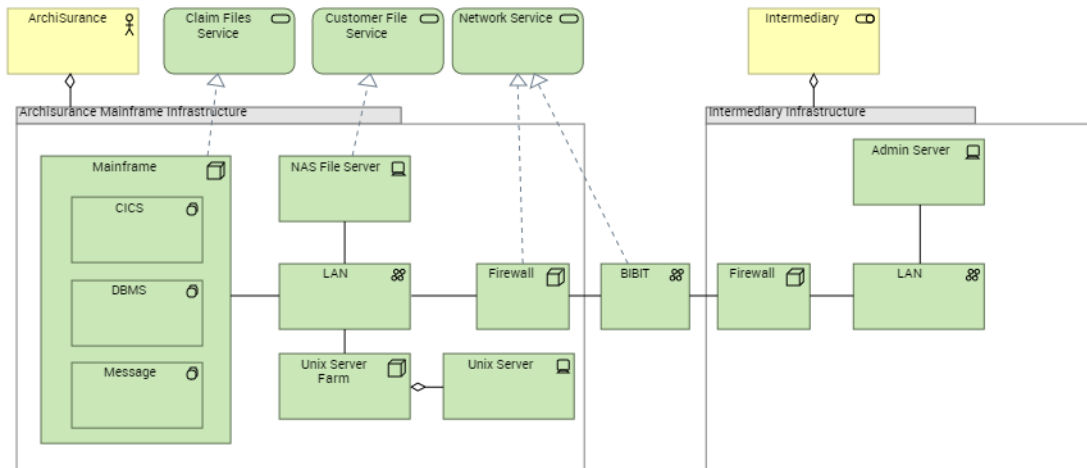 ArchiSurance
Claim Files
Service
Customer File
Service
Network Service
Intermediary
Archisurance Mainframe Infrastructure
Intermediary Infrastructure
Mainframe
CICS
DBMS
Message
NAS File Server
LAN
Unix Server
Farm
Unix Server
Firewall
BIBIT
Firewall
Admin Server
LAN